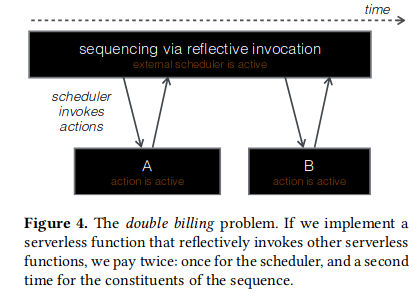 time
sequencing via reflective invocation
external scheduler is active
scheduler
invokes
actions
A
action is active
B
action is active
Figure 4. The double billing problem. If we implement a
serverless function that reflectively invokes other serverless
functions, we pay twice: once for the scheduler, and a second
time for the constituents of the sequence.